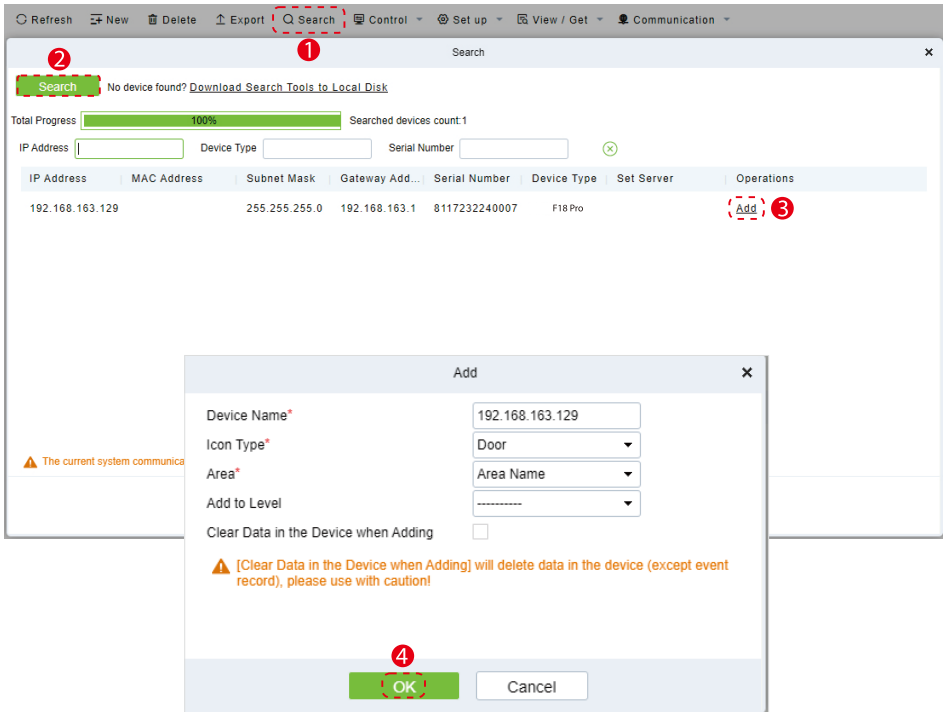 Refresh New Delete Export Search Control Set up View / Get Communication
1
Search ×
2
Search No device found? Download Search Tools to Local Disk
Total Progress 100% Searched devices count:1
IP Address Device Type Serial Number
IP Address MAC Address Subnet Mask Gateway Add... Serial Number Device Type Set Server Operations
192.168.163.129 255.255.255.0 192.168.163.1 8117232240007 F18 Pro Add 3
The current system communica
Add ×
Device Name* 192.168.163.129
Icon Type* Door
Area* Area Name
Add to Level ----------
Clear Data in the Device when Adding
[Clear Data in the Device when Adding] will delete data in the device (except event
record), please use with caution!
4
OK Cancel